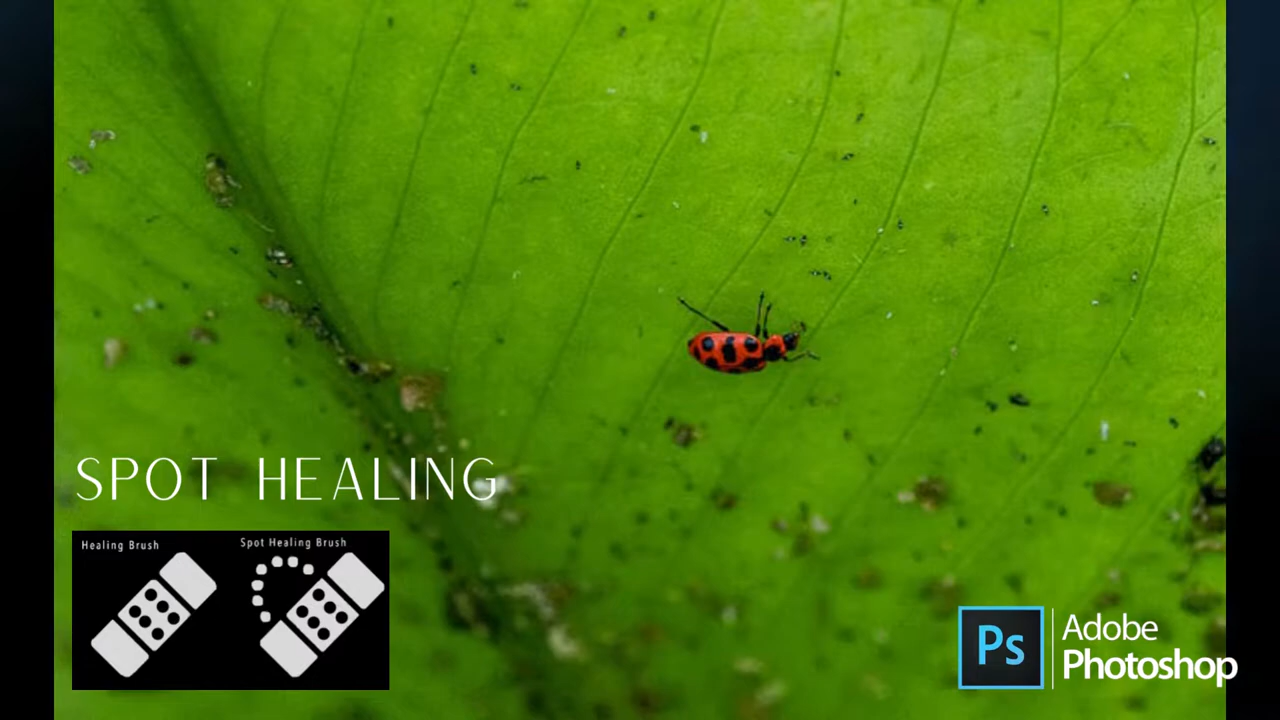 SPOT HEALING
Healing Brush
Spot Healing Brush
Ps
Adobe
Photoshop